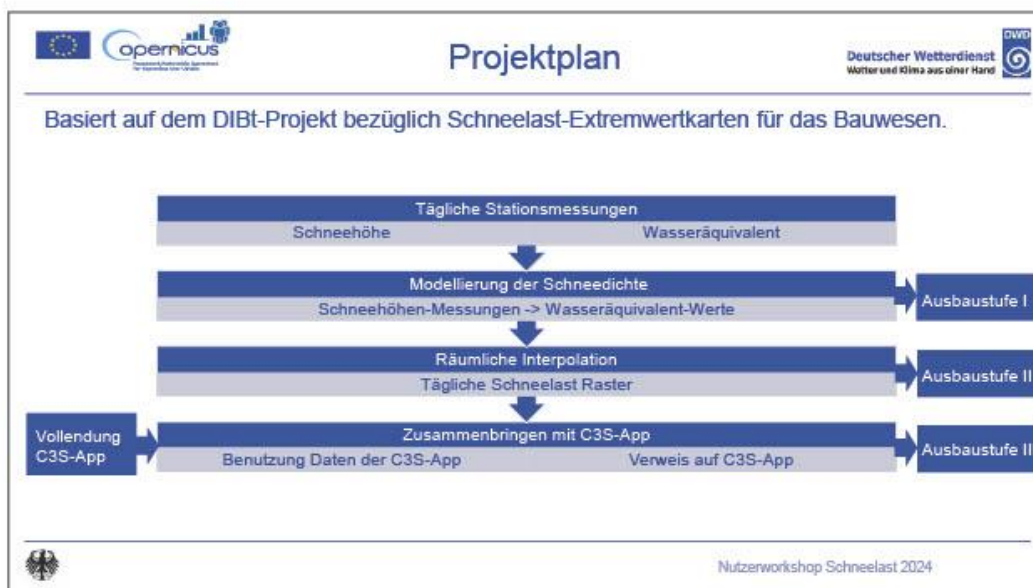 Copernicus
Projektplan
DWD
Deutscher Wetterdienst
Wetter und Klima aus einer Hand
Basiert auf dem DIBt-Projekt bezüglich Schneelast-Extremwertkarten für das Bauwesen.
Tägliche Stationsmessungen
Schneehöhe Wasseräquivalent
Modellierung der Schneedichte
Schneehöhen-Messungen -> Wasseräquivalent-Werte
Ausbaustufe I
Räumliche Interpolation
Tägliche Schneelast Raster
Ausbaustufe II
Vollendung
C3S-App
Zusammenbringen mit C3S-App
Benutzung Daten der C3S-App Verweis auf C3S-App
Ausbaustufe II
Nutzerworkshop Schneelast 2024